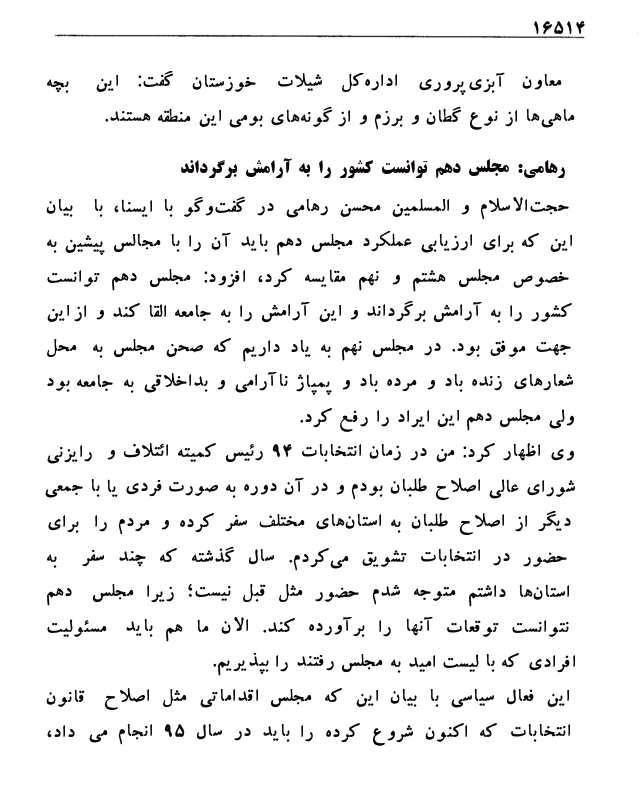 ۱۶۵۱۴
معاون آبزی‌پروری اداره‌کل شیلات خوزستان گفت: این بچه
ماهی‌ها از نوع گطان و برزم و از گونه‌های بومی این منطقه هستند.
رهامی: مجلس دهم توانست کشور را به آرامش برگرداند
حجت‌الاسلام و المسلمین محسن رهامی در گفت‌وگو با ایسنا، با بیان
این که برای ارزیابی عملکرد مجلس دهم باید آن را با مجالس پیشین به
خصوص مجلس هشتم و نهم مقایسه کرد، افزود: مجلس دهم توانست
کشور را به آرامش برگرداند و این آرامش را به جامعه القا کند و از این
جهت موفق بود. در مجلس نهم به یاد داریم که صحن مجلس به محل
شعارهای زنده باد و مرده باد و پمپاژ ناآرامی و بداخلاقی به جامعه بود
ولی مجلس دهم این ایراد را رفع کرد.
وی اظهار کرد: من در زمان انتخابات ۹۴ رئیس کمیته ائتلاف و رایزنی
شورای عالی اصلاح طلبان بودم و در آن دوره به صورت فردی یا با جمعی
دیگر از اصلاح طلبان به استان‌های مختلف سفر کرده و مردم را برای
حضور در انتخابات تشویق می‌کردم. سال گذشته که چند سفر به
استان‌ها داشتم متوجه شدم حضور مثل قبل نیست؛ زیرا مجلس دهم
نتوانست توقعات آنها را برآورده کند. الان ما هم باید مسئولیت
افرادی که با لیست امید به مجلس رفتند را بپذیریم.
این فعال سیاسی با بیان این که مجلس اقداماتی مثل اصلاح قانون
انتخابات که اکنون شروع کرده را باید در سال ۹۵ انجام می داد،